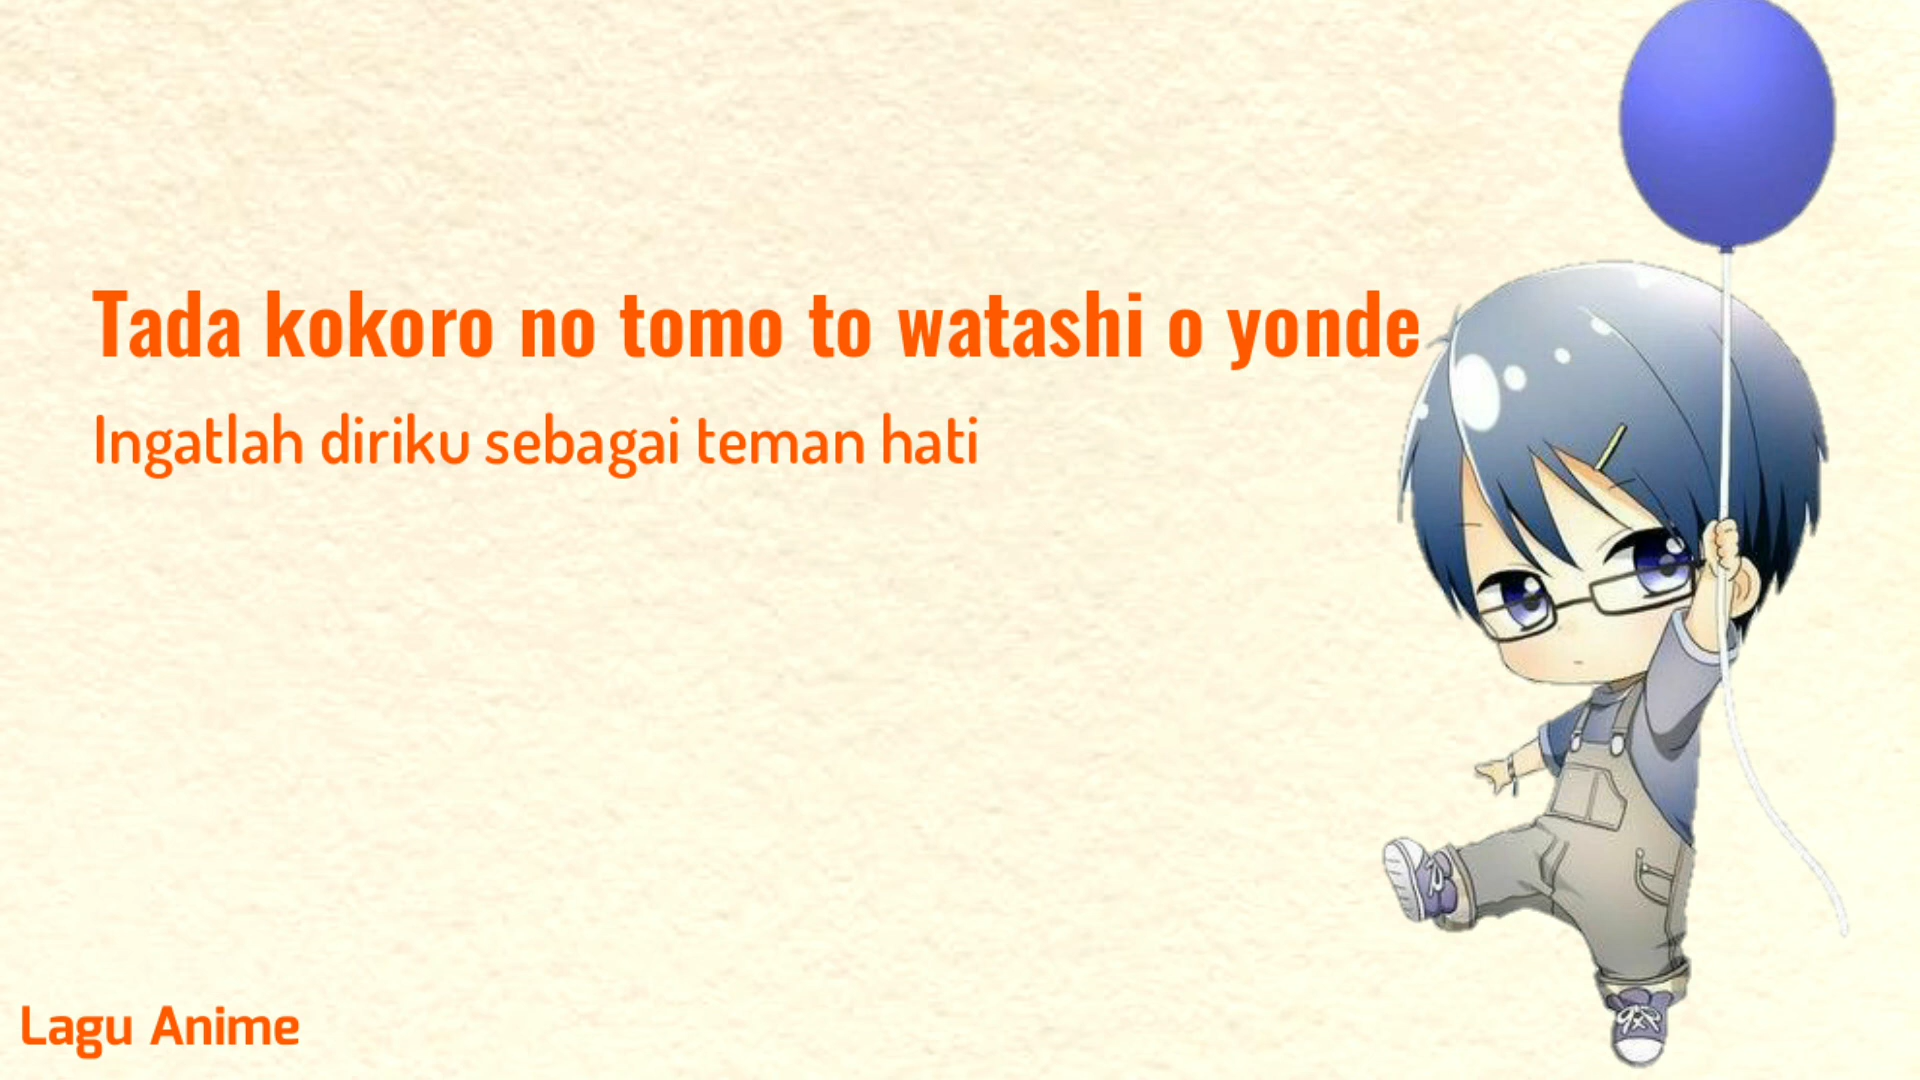 Tada kokoro no tomo to watashi o yonde
Ingatlah diriku sebagai teman hati
Lagu Anime